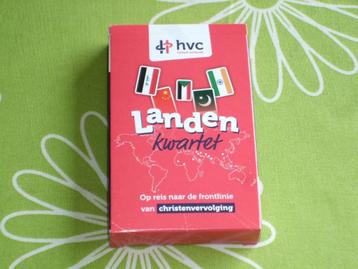 hvc
Landen
kwartet
Op reis naar de frontlinie
van christenvervolging